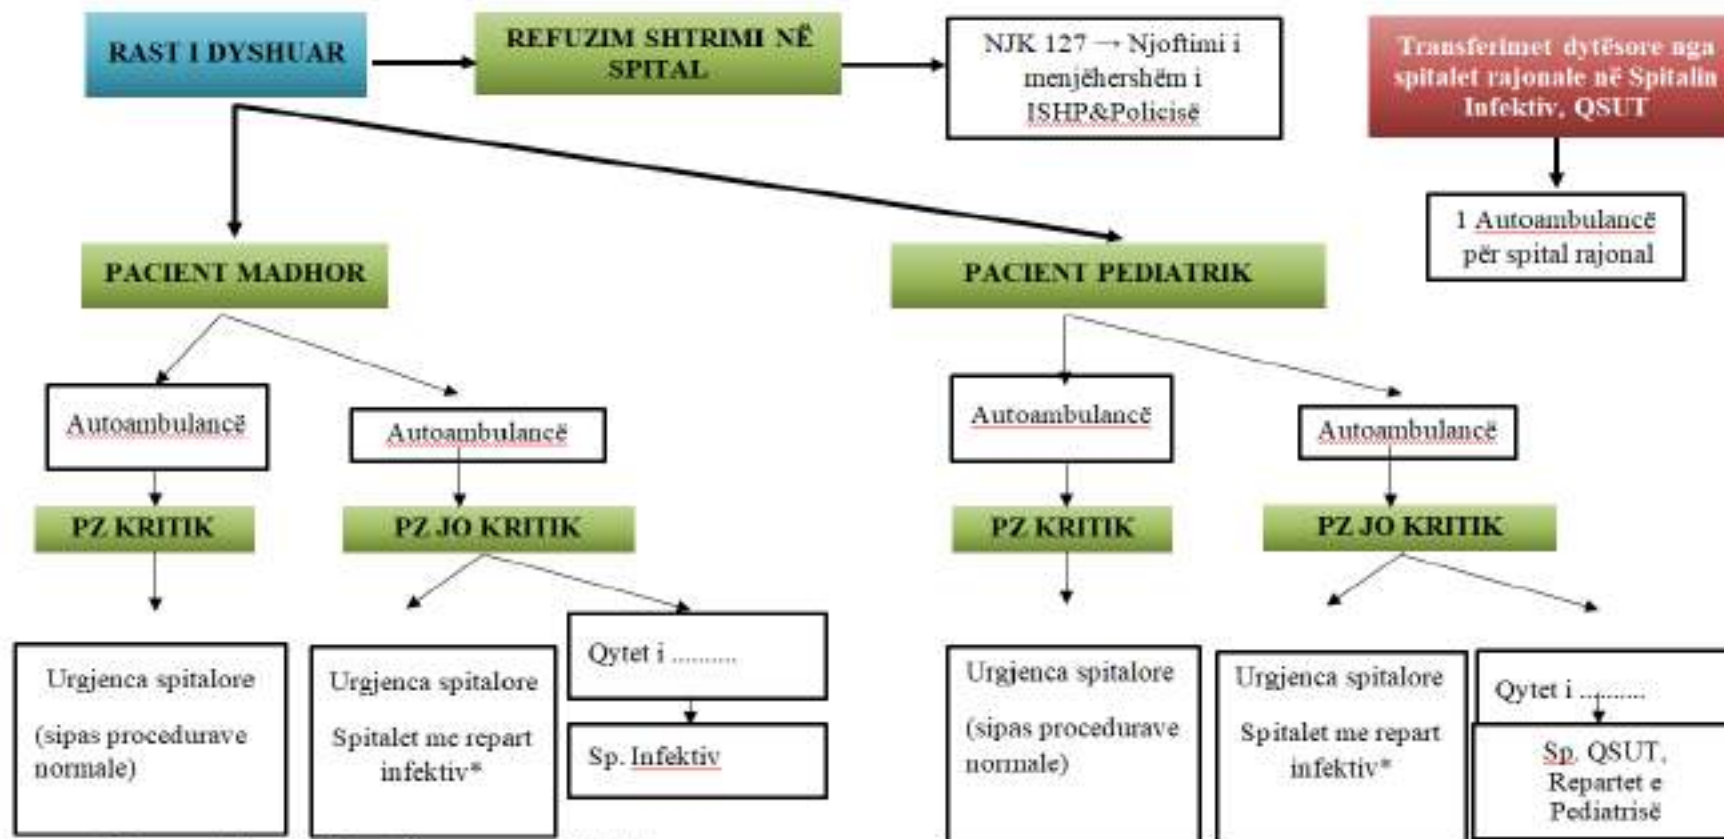 RAST I DYSHUAR
REFUZIM SHTRIMI NË
SPITAL
NJK 127 → Njoftimi i
menjëhershëm i
ISHP&Policisë
Transferimet dytësore nga
spitalet rajonale në Spitalin
Infektiv, QSUT
1 Autoambulancë
për spital rajonal
PACIENT MADHOR
PACIENT PEDIATRIK
Autoambulancë
Autoambulancë
Autoambulancë
Autoambulancë
PZ KRITIK
PZ JO KRITIK
PZ KRITIK
PZ JO KRITIK
Urgjenca spitalore
(sipas procedurave
normale)
Urgjenca spitalore
Spitalet me repart
infektiv*
Qytet i ..........
Sp. Infektiv
Urgjenca spitalore
(sipas procedurave
normale)
Urgjenca spitalore
Spitalet me repart
infektiv*
Qytet i ..........
Sp. QSUT,
Repartet e
Pediatrisë